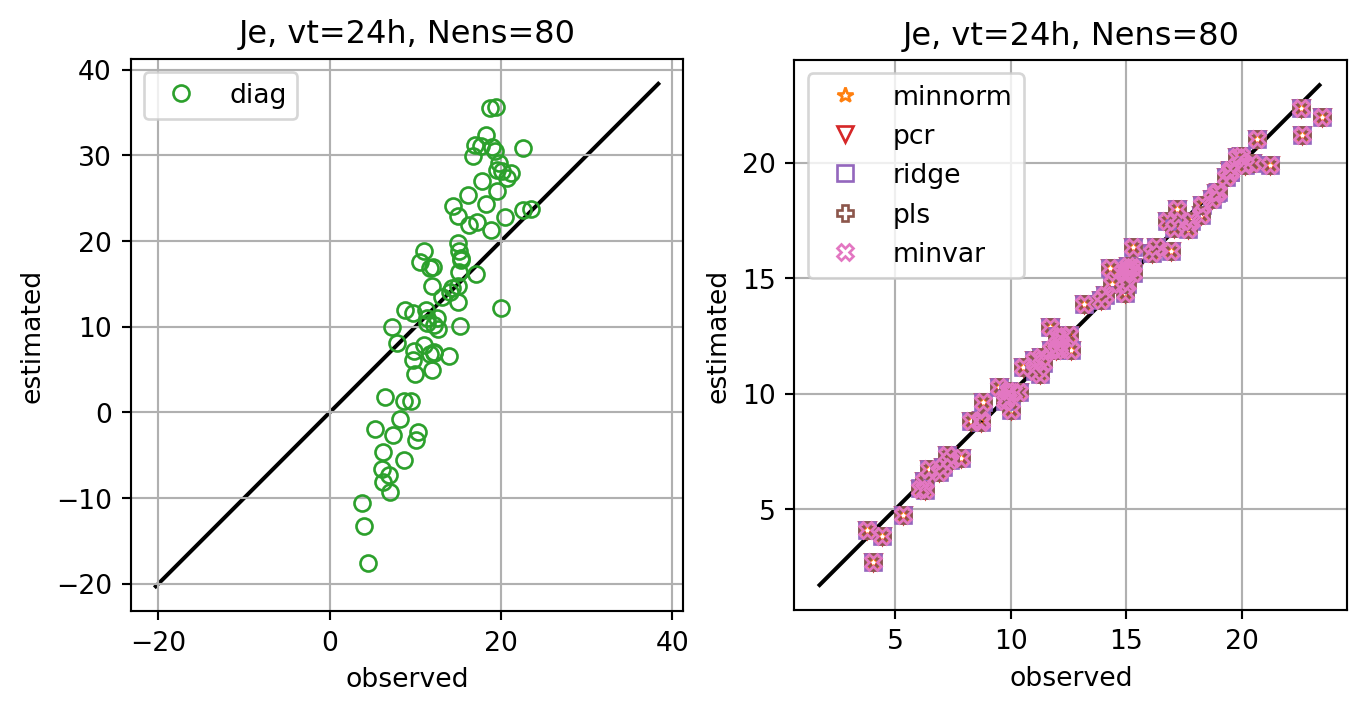 Je, vt=24h, Nens=80
diag
40
30
20
10
0
−10
−20
estimated
−20 0 20 40
observed
Je, vt=24h, Nens=80
minnorm
pcr
ridge
pls
minvar
20
15
10
5
estimated
5 10 15 20
observed